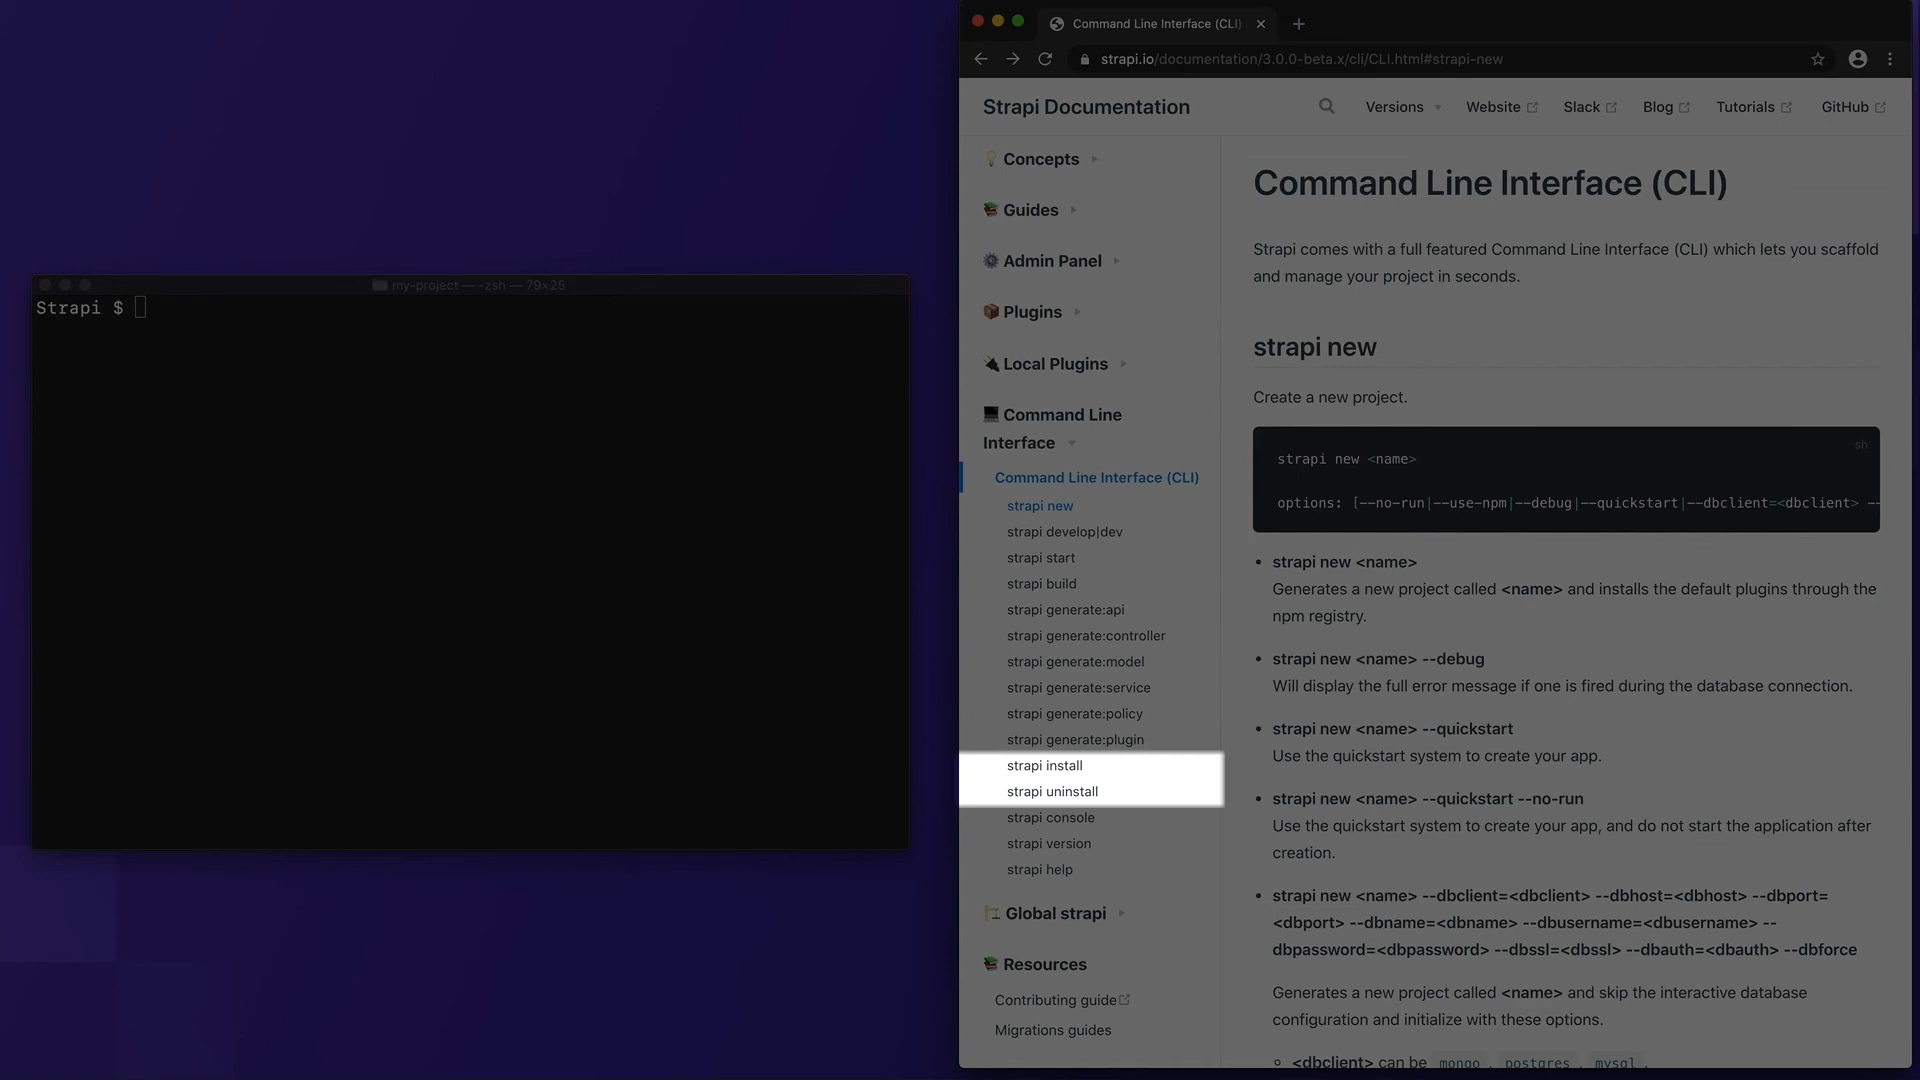 my-project — -zsh — 79×25
Strapi $
Command Line Interface (CLI)
strapi.io/documentation/3.0.0-beta.x/cli/CLI.html#strapi-new
Strapi Documentation
Versions
Website
Slack
Blog
Tutorials
GitHub
Concepts
Guides
Admin Panel
Plugins
Local Plugins
Command Line
Interface
Command Line Interface (CLI)
strapi new
strapi develop|dev
strapi start
strapi build
strapi generate:api
strapi generate:controller
strapi generate:model
strapi generate:service
strapi generate:policy
strapi generate:plugin
strapi install
strapi uninstall
strapi console
strapi version
strapi help
Global strapi
Resources
Contributing guide
Migrations guides
Command Line Interface (CLI)
Strapi comes with a full featured Command Line Interface (CLI) which lets you scaffold
and manage your project in seconds.
strapi new
Create a new project.
sh
strapi new <name>
options: [--no-run|--use-npm|--debug|--quickstart|--dbclient=<dbclient> --
• strapi new <name>
Generates a new project called <name> and installs the default plugins through the
npm registry.
• strapi new <name> --debug
Will display the full error message if one is fired during the database connection.
• strapi new <name> --quickstart
Use the quickstart system to create your app.
• strapi new <name> --quickstart --no-run
Use the quickstart system to create your app, and do not start the application after
creation.
• strapi new <name> --dbclient=<dbclient> --dbhost=<dbhost> --dbport=
<dbport> --dbname=<dbname> --dbusername=<dbusername> --
dbpassword=<dbpassword> --dbssl=<dbssl> --dbauth=<dbauth> --dbforce
Generates a new project called <name> and skip the interactive database
configuration and initialize with these options.
◦ <dbclient> can be mongo, postgres, mysql.